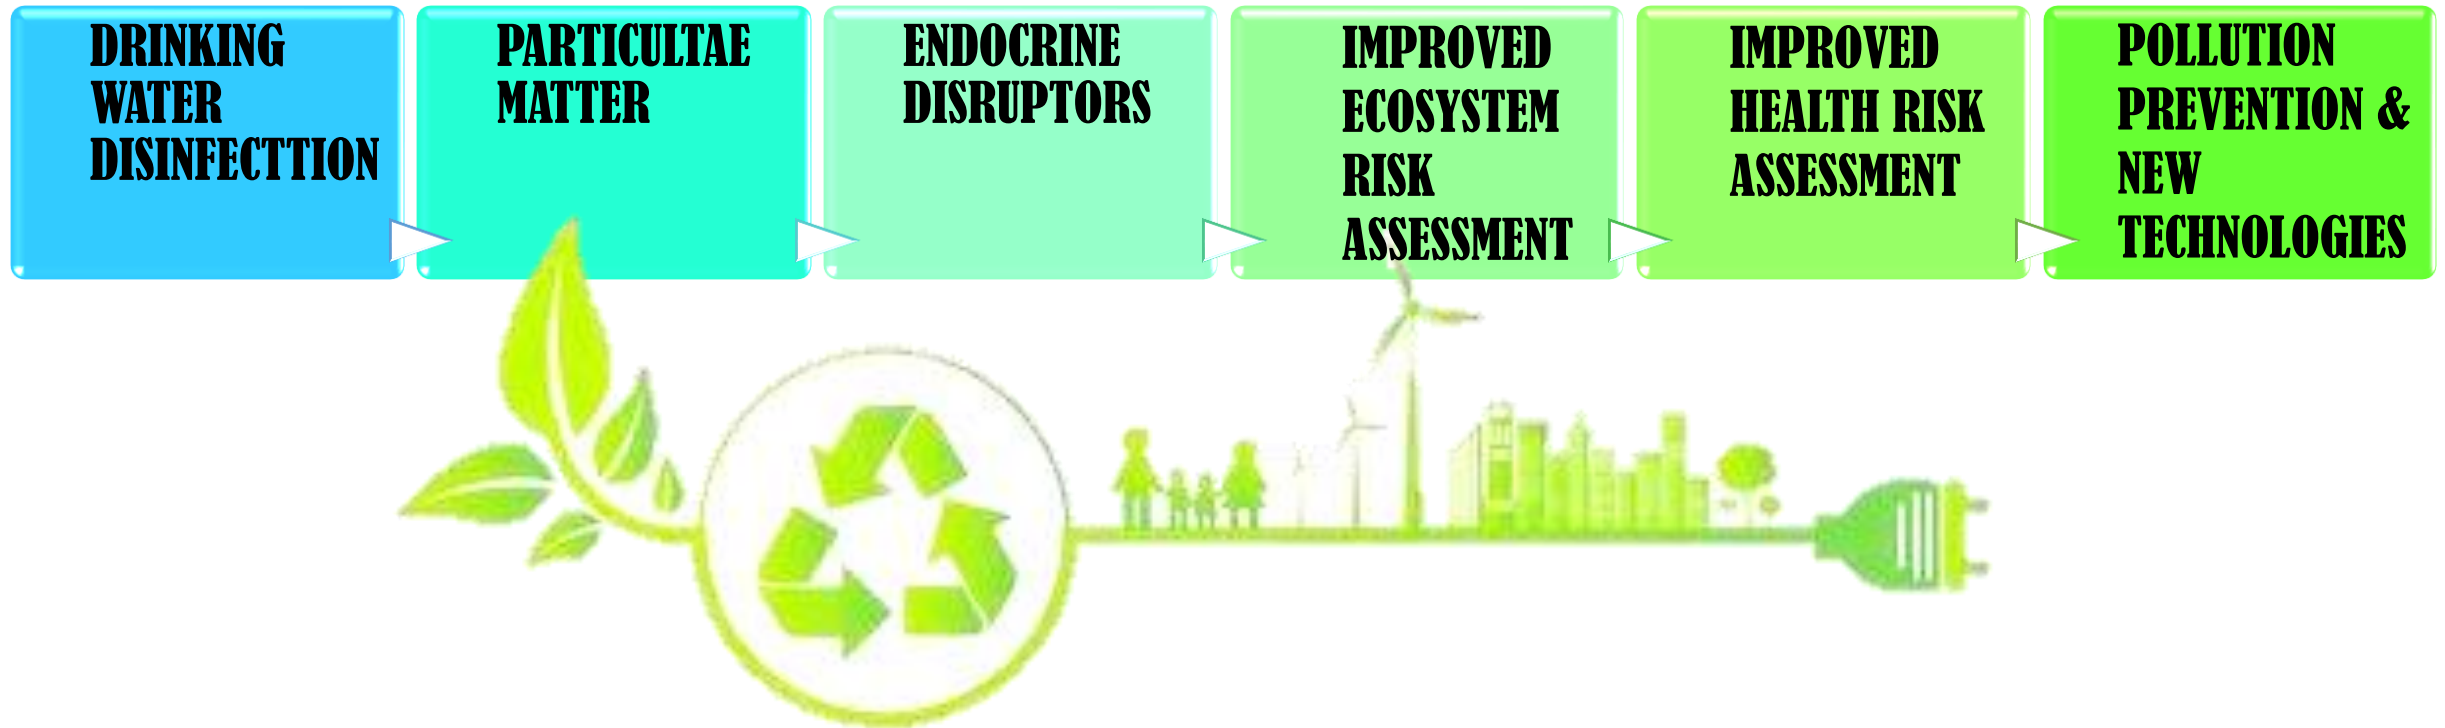 DRINKING
WATER
DISINFECTTION
PARTICULTAE
MATTER
ENDOCRINE
DISRUPTORS
IMPROVED
ECOSYSTEM
RISK
ASSESSMENT
IMPROVED
HEALTH RISK
ASSESSMENT
POLLUTION
PREVENTION &
NEW
TECHNOLOGIES